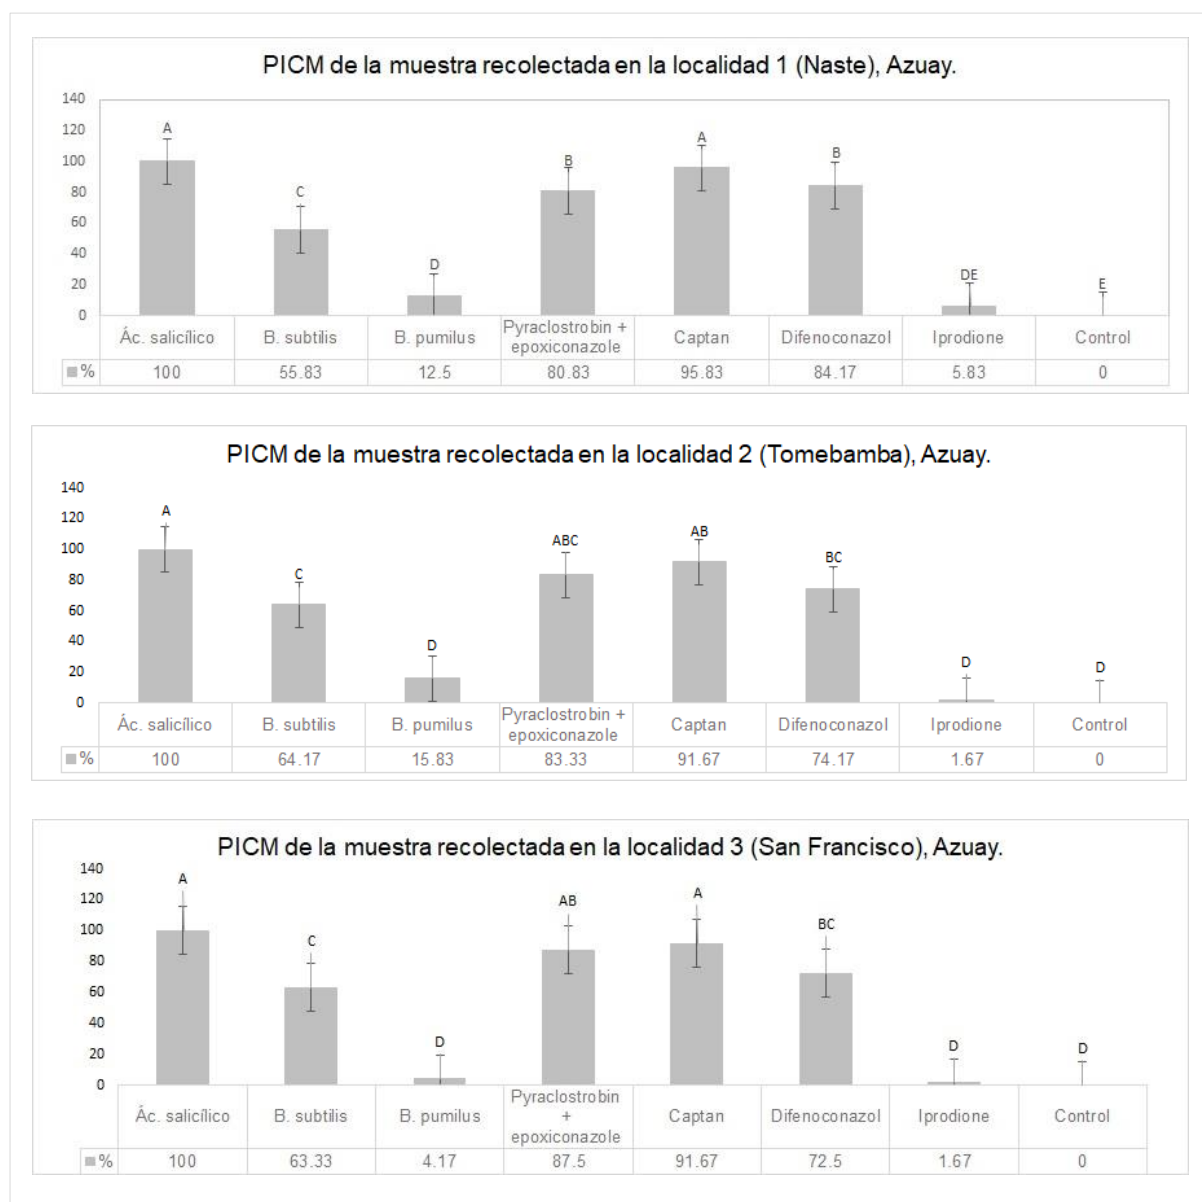 PICM de la muestra recolectada en la localidad 1 (Naste), Azuay.
140
120
100
80
60
40
20
0
A
C
D
B
A
B
DE
E
Ác. salicílico
B. subtilis
B. pumilus
Pyraclostrobin +
epoxiconazole
Captan
Difenoconazol
Iprodione
Control
% 100 55.83 12.5 80.83 95.83 84.17 5.83 0
PICM de la muestra recolectada en la localidad 2 (Tomebamba), Azuay.
140
120
100
80
60
40
20
0
A
C
D
ABC
AB
BC
D
D
Ác. salicílico
B. subtilis
B. pumilus
Pyraclostrobin +
epoxiconazole
Captan
Difenoconazol
Iprodione
Control
% 100 64.17 15.83 83.33 91.67 74.17 1.67 0
PICM de la muestra recolectada en la localidad 3 (San Francisco), Azuay.
140
120
100
80
60
40
20
0
A
C
D
AB
A
BC
D
D
Ác. salicílico
B. subtilis
B. pumilus
Pyraclostrobin
+
epoxiconazole
Captan
Difenoconazol
Iprodione
Control
% 100 63.33 4.17 87.5 91.67 72.5 1.67 0